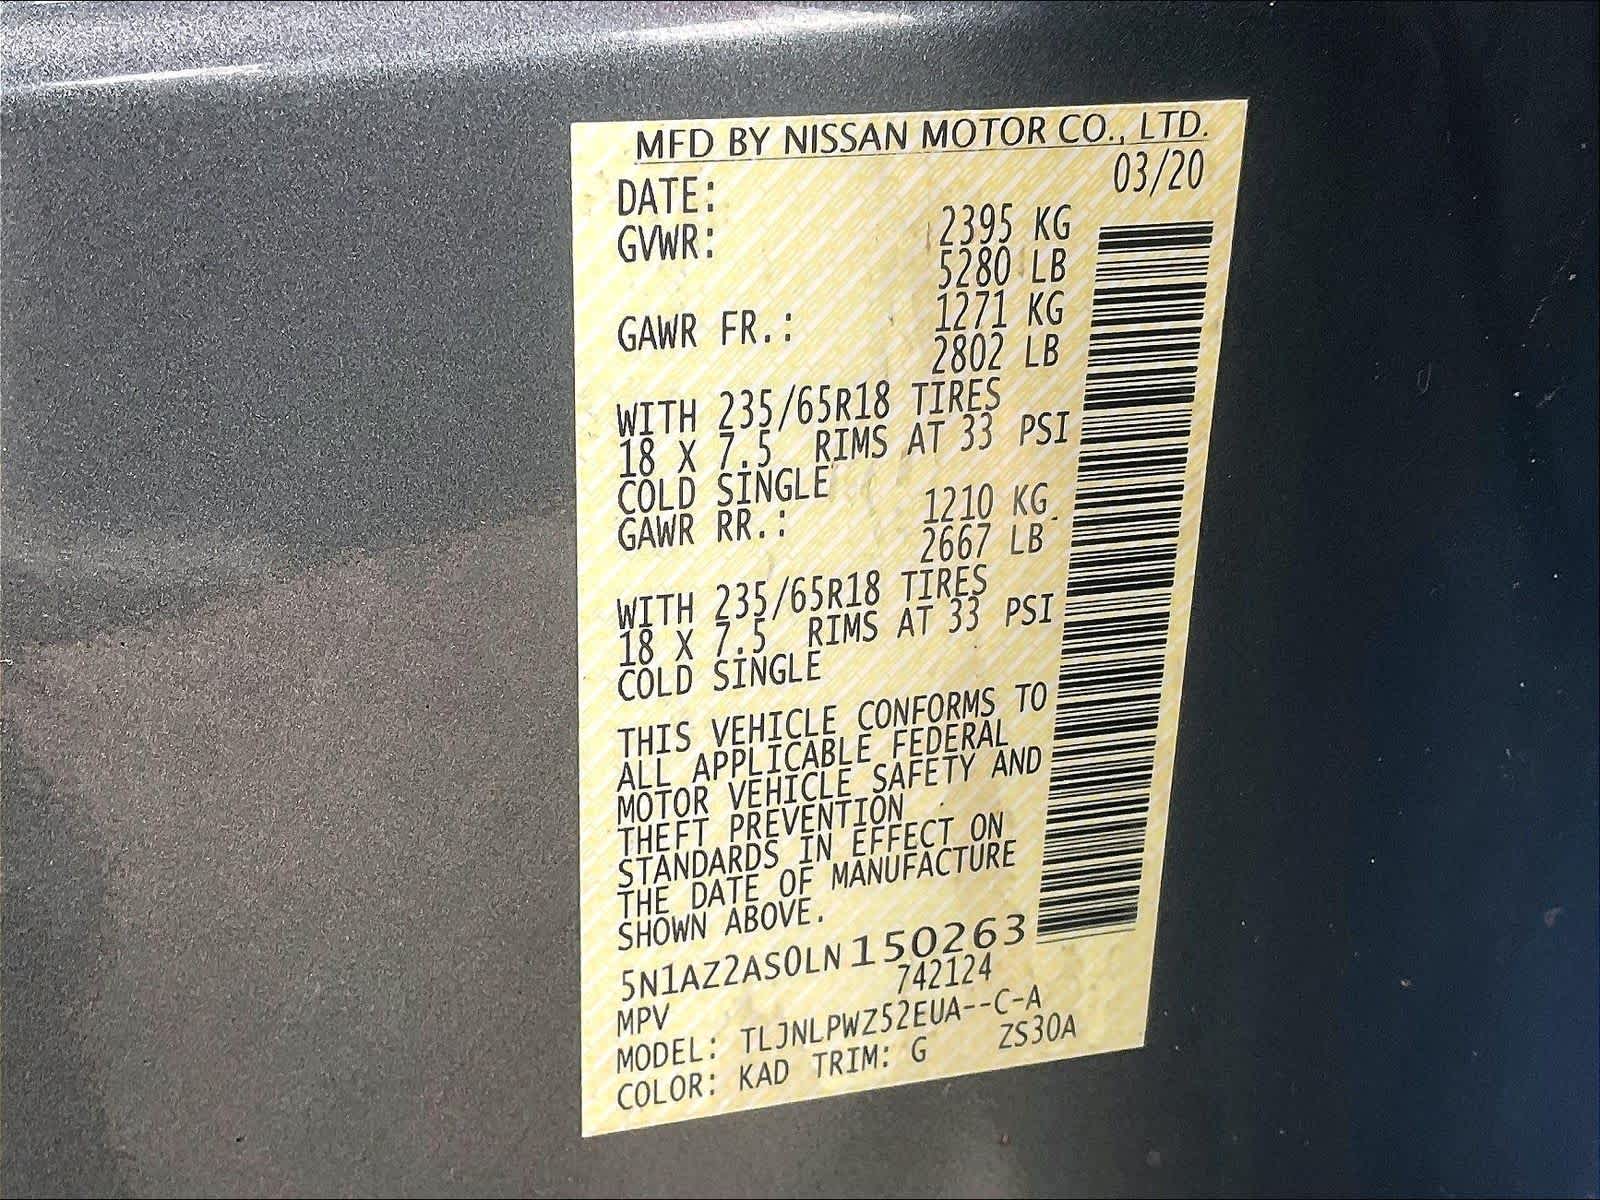 MFD BY NISSAN MOTOR CO., LTD.
DATE: 03/20
GVWR: 2395 KG
5280 LB
GAWR FR.: 1271 KG
2802 LB
WITH 235/65R18 TIRES
18 X 7.5 RIMS AT 33 PSI
COLD SINGLE
GAWR RR.: 1210 KG
2667 LB
WITH 235/65R18 TIRES
18 X 7.5 RIMS AT 33 PSI
COLD SINGLE
THIS VEHICLE CONFORMS TO
ALL APPLICABLE FEDERAL
MOTOR VEHICLE SAFETY AND
THEFT PREVENTION
STANDARDS IN EFFECT ON
THE DATE OF MANUFACTURE
SHOWN ABOVE.
5N1AZ2AS0LN150263
MPV 742124
MODEL: TLJNLPWZ52EUA--C-A
COLOR: KAD TRIM: G ZS30A